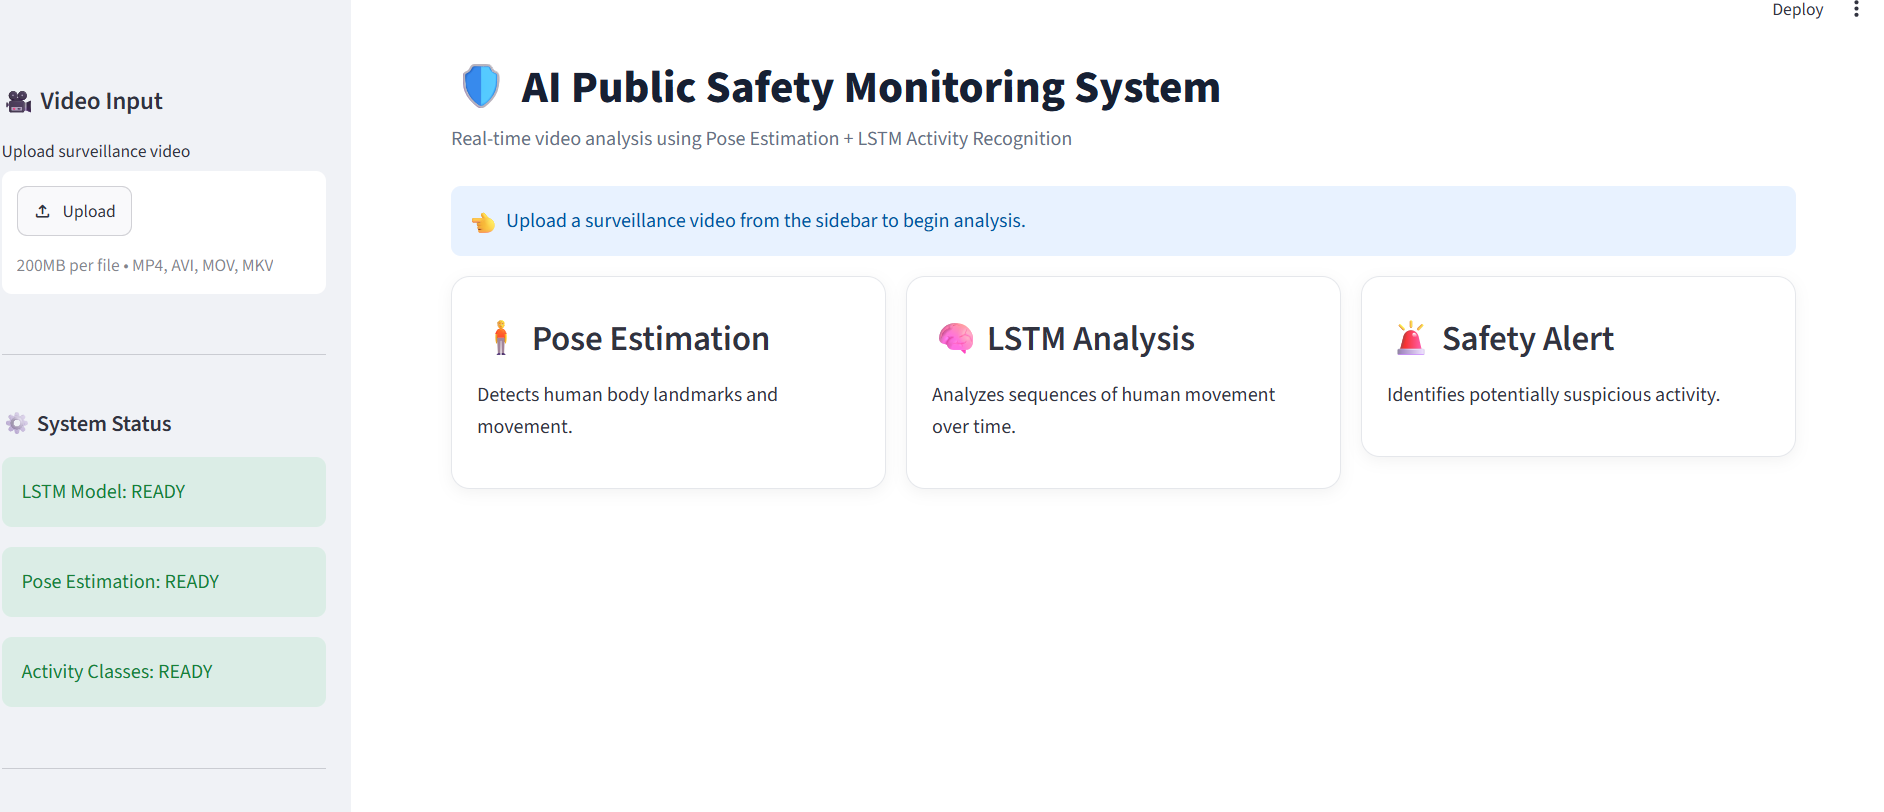 Deploy
Video Input
Upload surveillance video
Upload
200MB per file • MP4, AVI, MOV, MKV
System Status
LSTM Model: READY
Pose Estimation: READY
Activity Classes: READY
AI Public Safety Monitoring System
Real-time video analysis using Pose Estimation + LSTM Activity Recognition
Upload a surveillance video from the sidebar to begin analysis.
Pose Estimation
Detects human body landmarks and
movement.
LSTM Analysis
Analyzes sequences of human movement
over time.
Safety Alert
Identifies potentially suspicious activity.